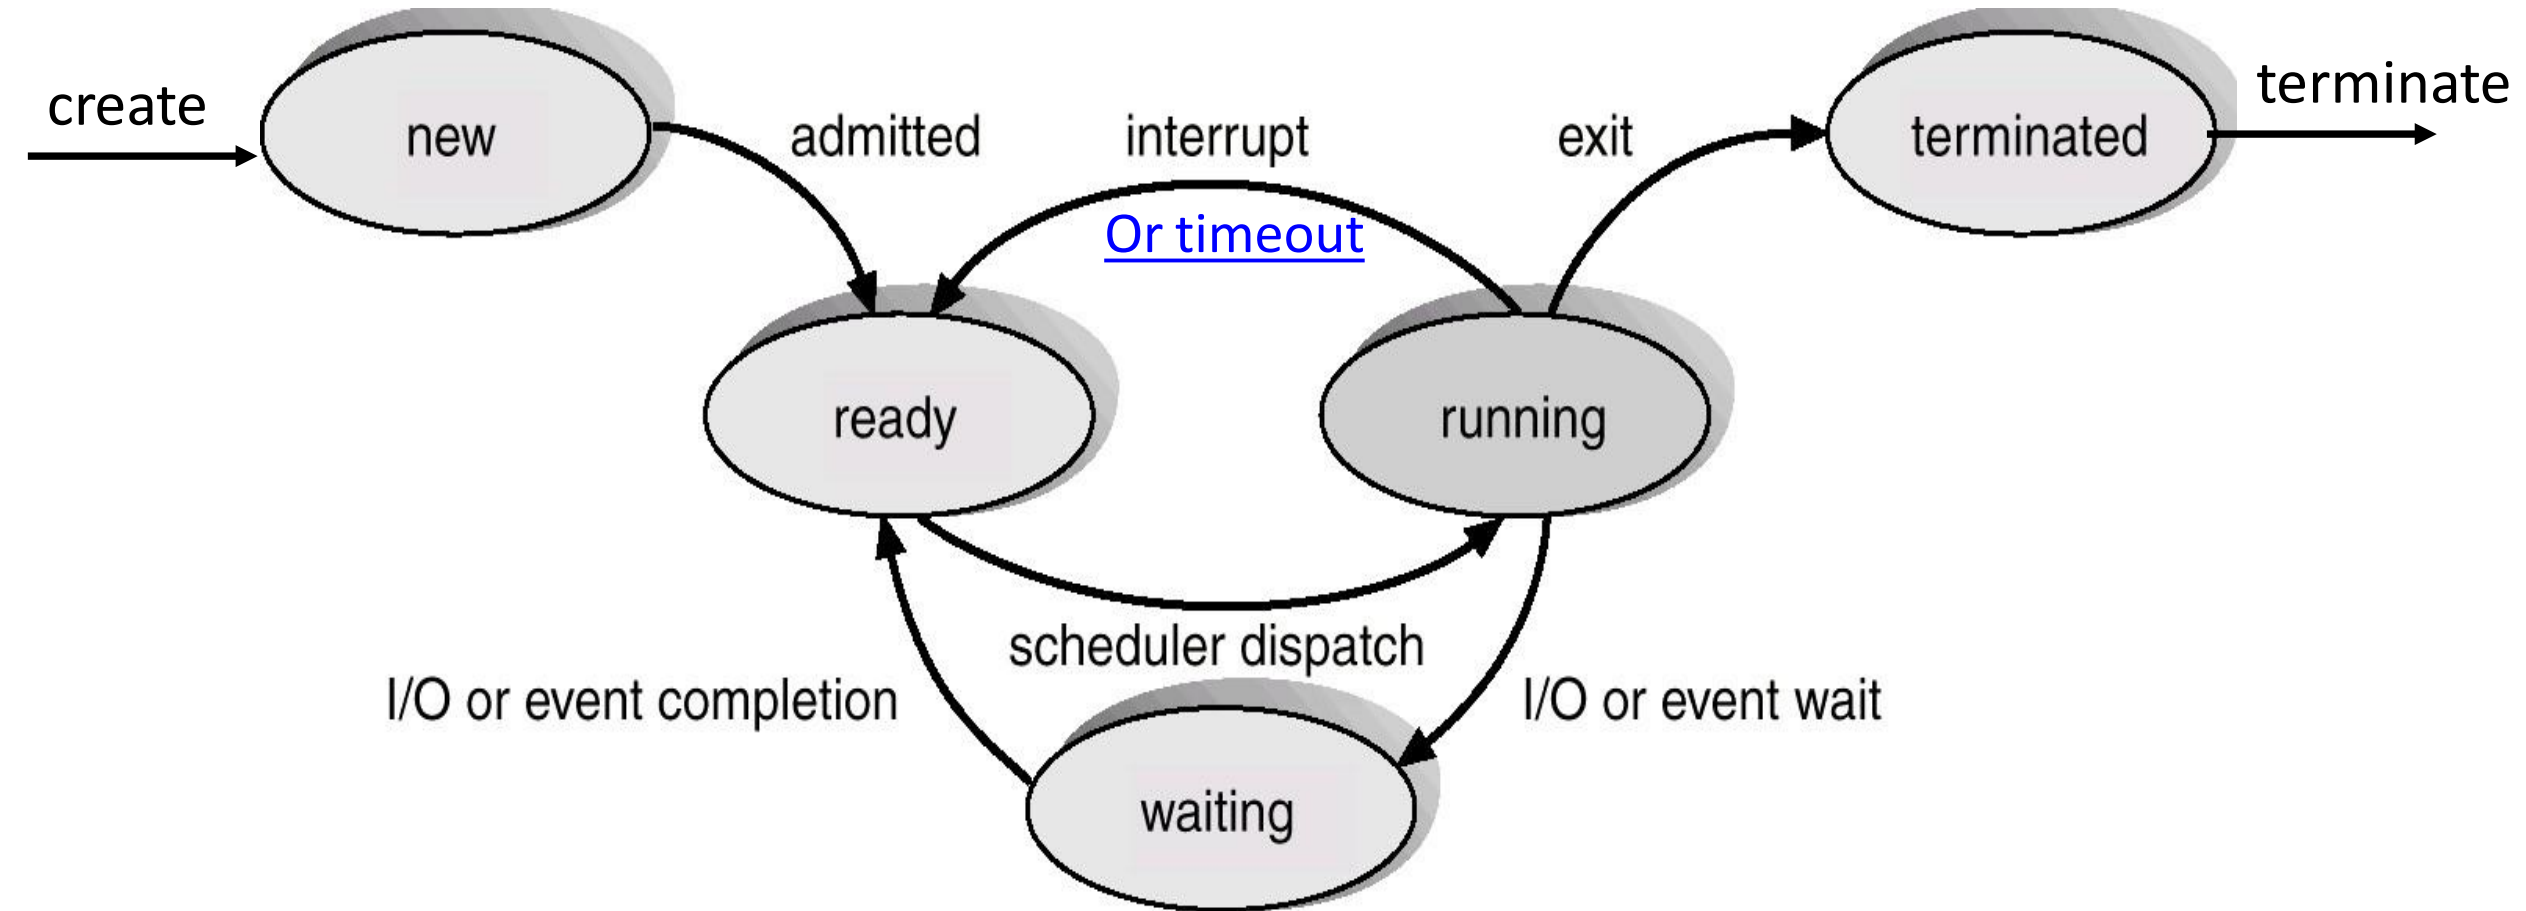 create
new
admitted
interrupt
Or timeout
exit
terminated
terminate
ready
running
scheduler dispatch
I/O or event completion
I/O or event wait
waiting